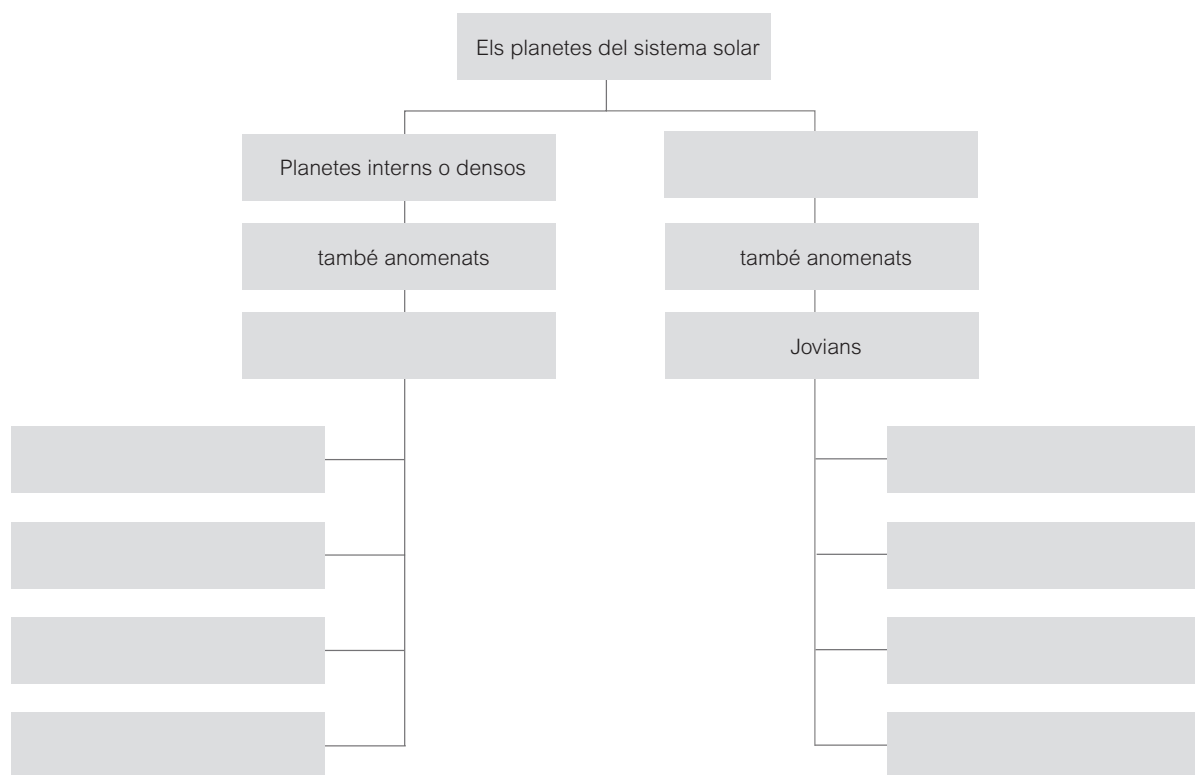 Els planetes del sistema solar
Planetes interns o densos
també anomenats
també anomenats
Jovians